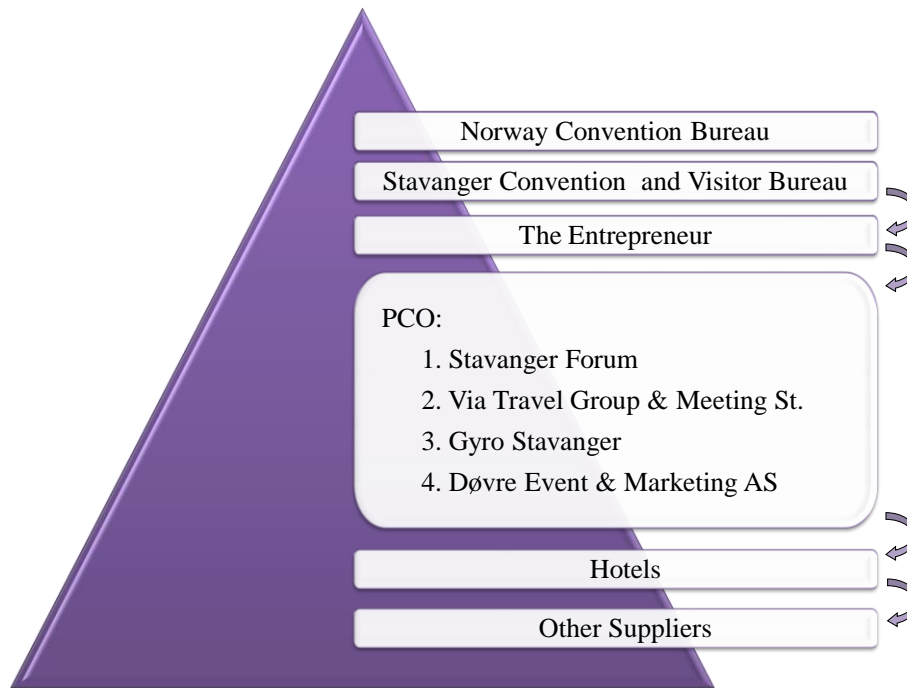 Norway Convention Bureau
Stavanger Convention and Visitor Bureau
The Entrepreneur
PCO:
1. Stavanger Forum
2. Via Travel Group & Meeting St.
3. Gyro Stavanger
4. Døvre Event & Marketing AS
Hotels
Other Suppliers